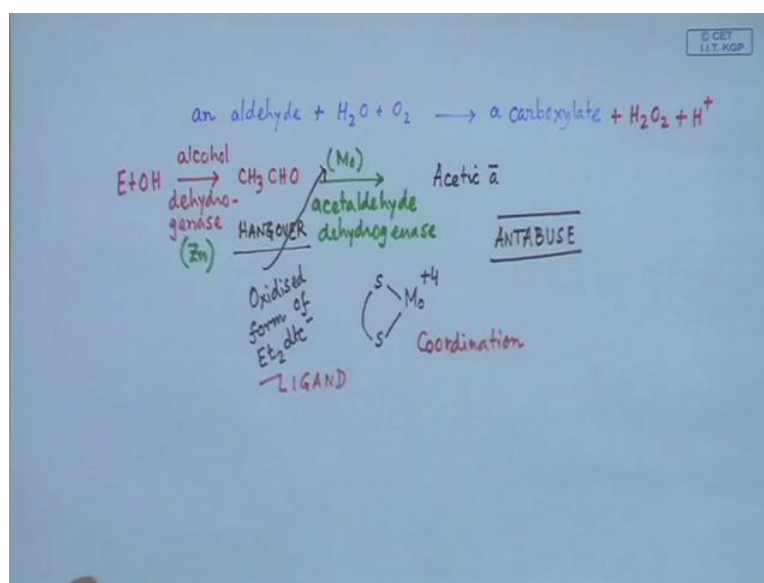 © CET
I.I.T. KGP
an aldehyde + H₂O + O₂ ⟶ a carboxylate + H₂O₂ + H⁺
EtOH alcohol dehydro-genase (Zn) ⟶ CH₃CHO (Mo) acetaldehyde dehydrogenase ⟶ Acetic a̅
HANGOVER
ANTABUSE
Oxidised
form of
Et₂dtc⁻
LIGAND
S
Mo⁺⁴
S
Coordination